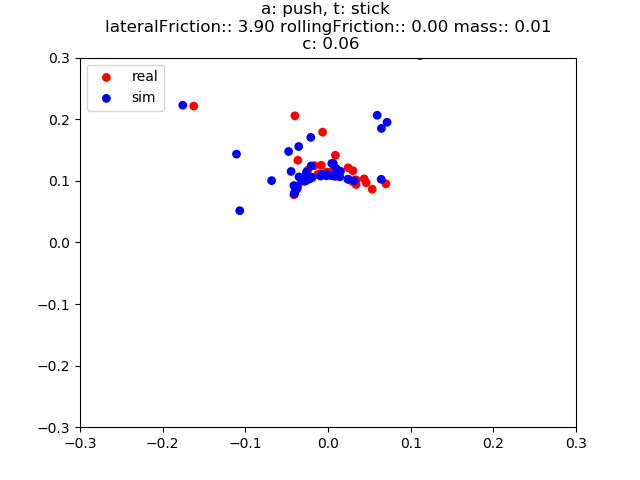 a: push, t: stick
lateralFriction:: 3.90 rollingFriction:: 0.00 mass:: 0.01
c: 0.06
real
sim
0.3
0.2
0.1
0.0
−0.1
−0.2
−0.3
−0.3
−0.2
−0.1
0.0
0.1
0.2
0.3